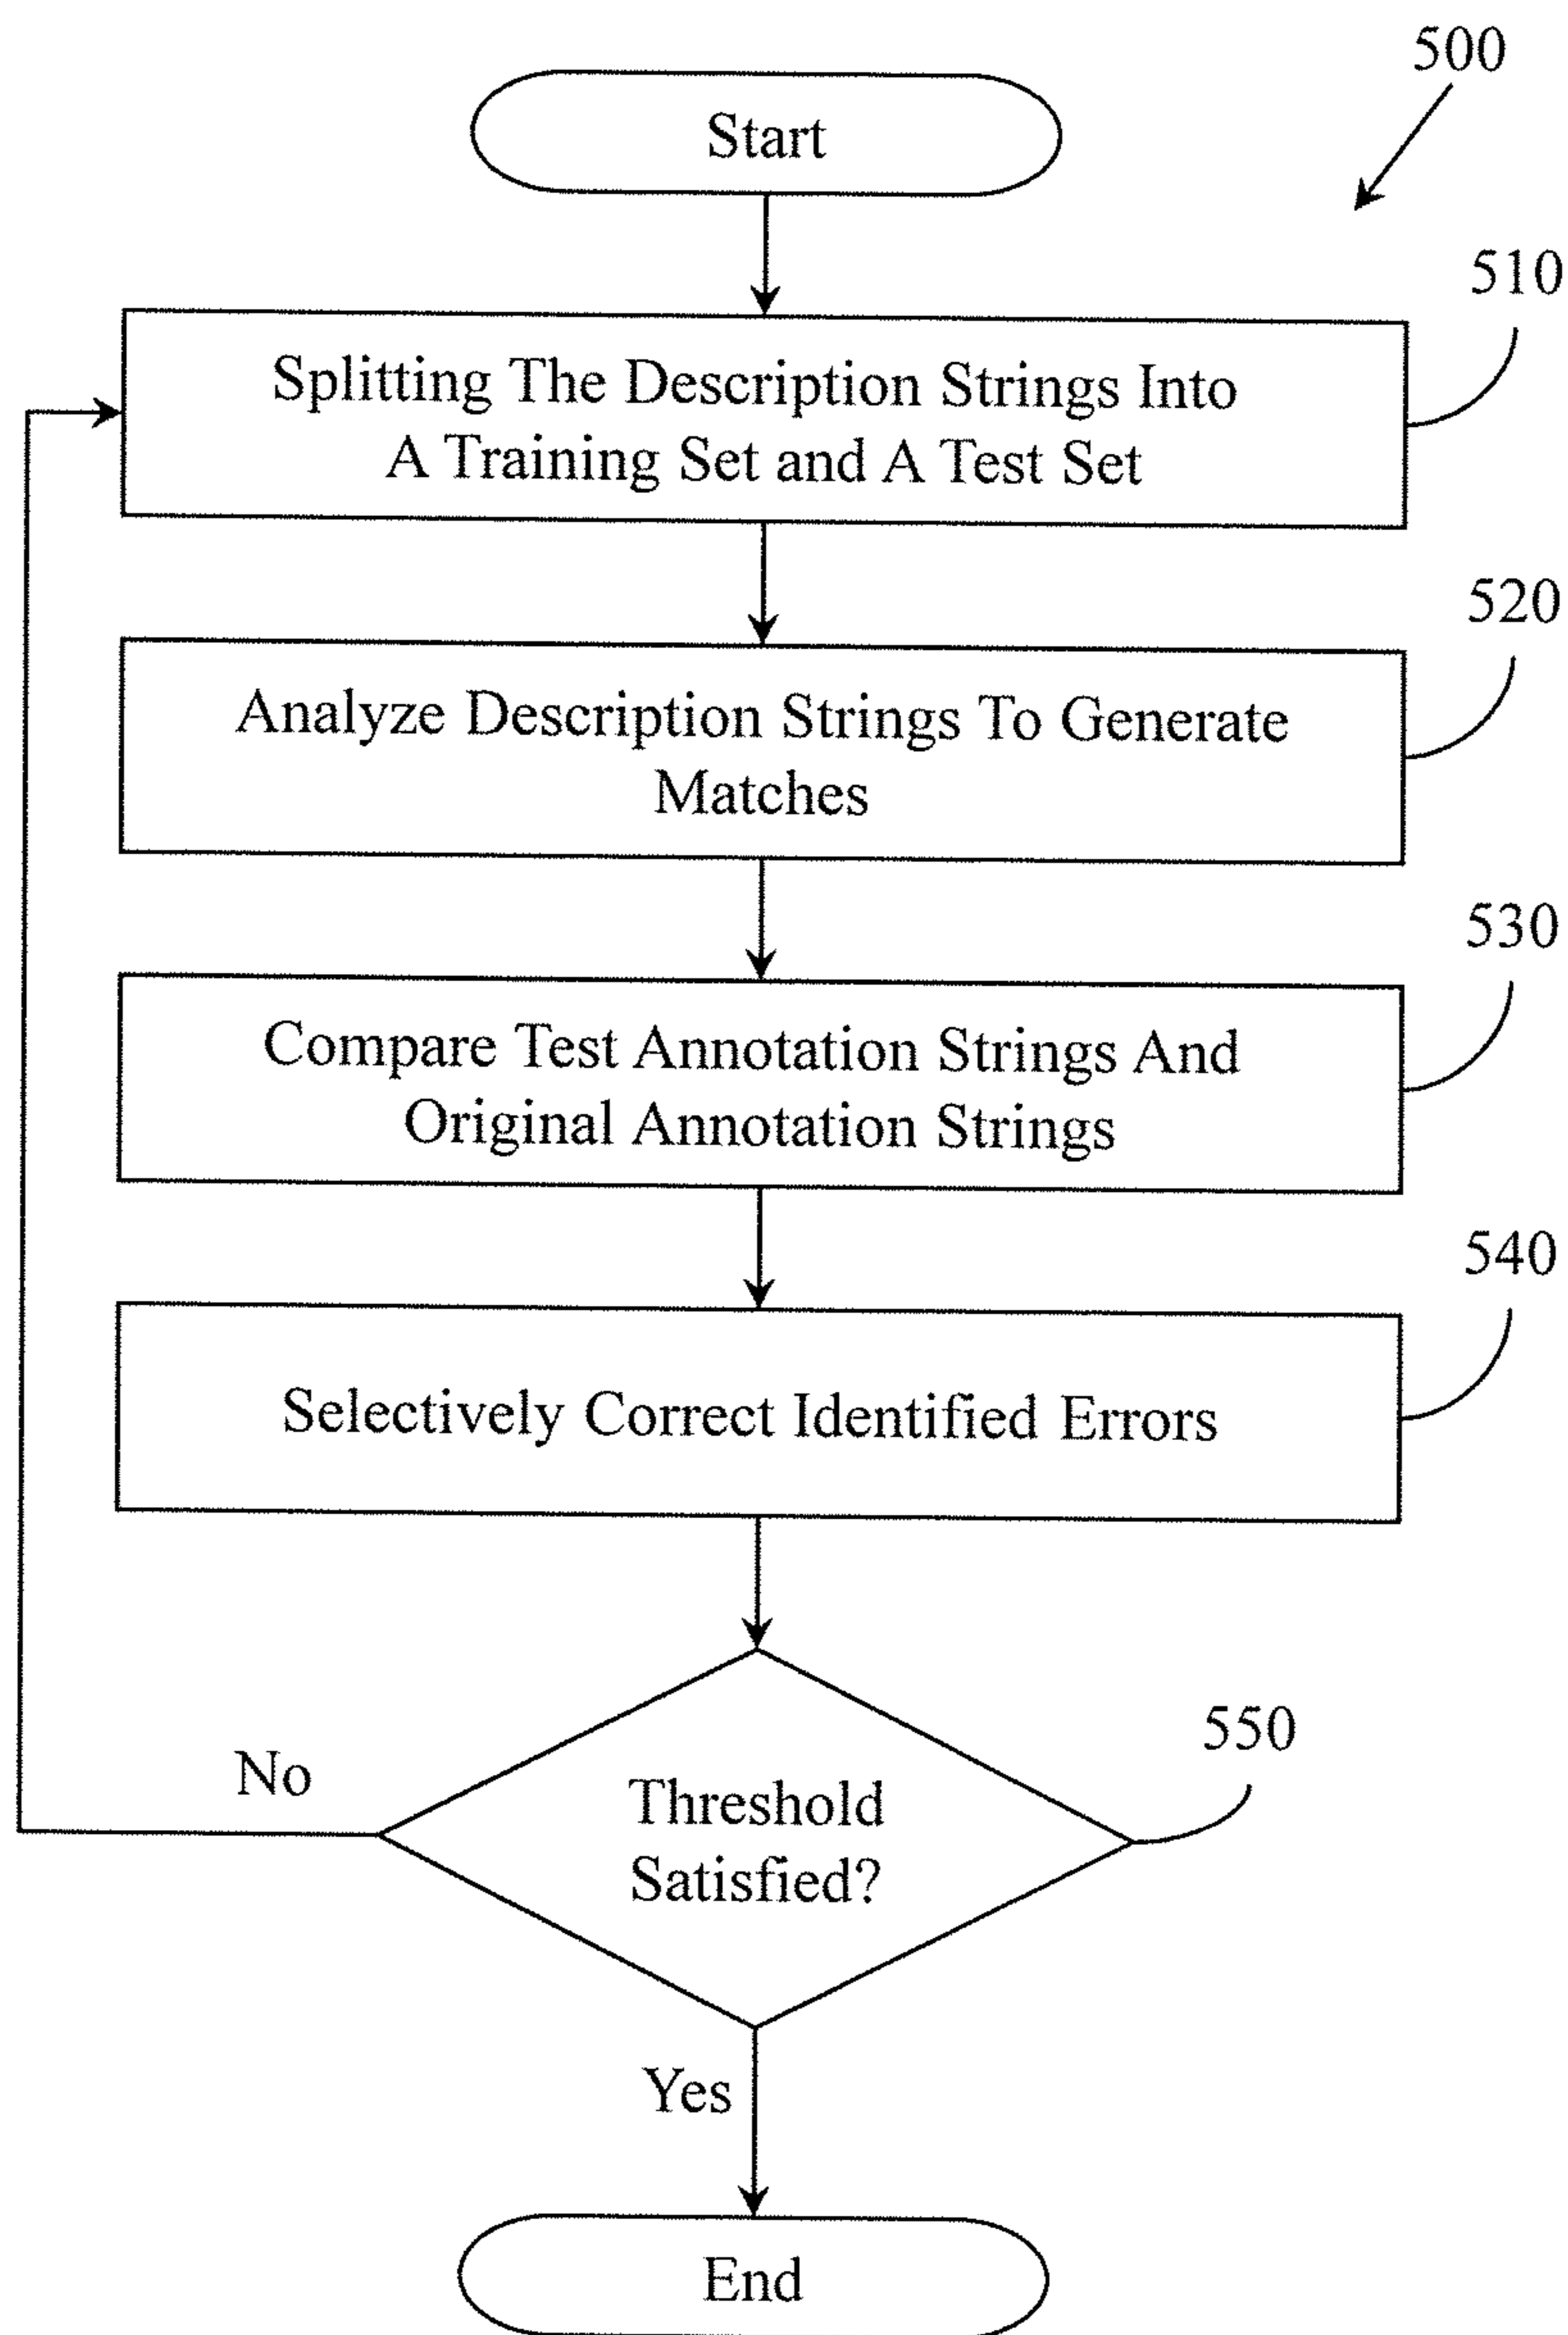 500
Start
510
Splitting The Description Strings Into
A Training Set and A Test Set
520
Analyze Description Strings To Generate
Matches
530
Compare Test Annotation Strings And
Original Annotation Strings
540
Selectively Correct Identified Errors
550
No
Threshold
Satisfied?
Yes
End